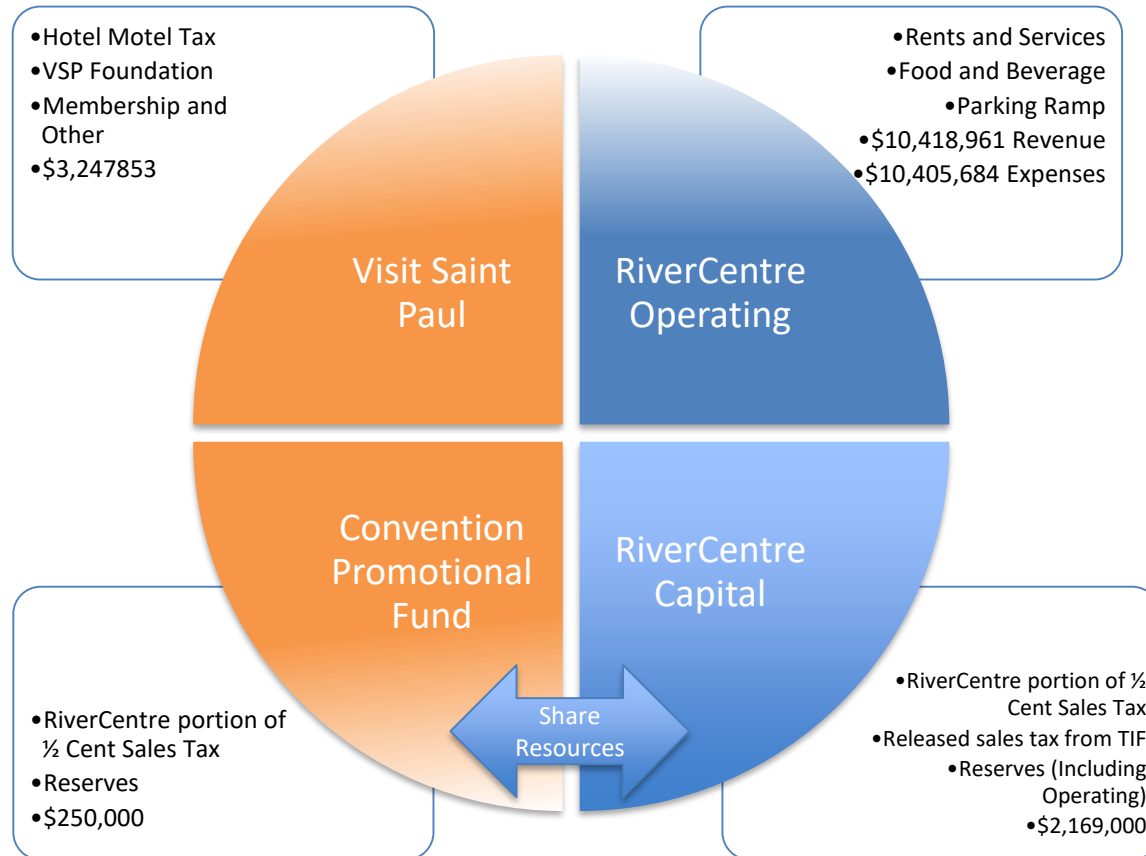 •Hotel Motel Tax
•VSP Foundation
•Membership and
Other
•$3,247853
•Rents and Services
•Food and Beverage
•Parking Ramp
•$10,418,961 Revenue
•$10,405,684 Expenses
Visit Saint
Paul
RiverCentre
Operating
Convention
Promotional
Fund
RiverCentre
Capital
Share
Resources
•RiverCentre portion of
½ Cent Sales Tax
•Reserves
•$250,000
•RiverCentre portion of ½
Cent Sales Tax
•Released sales tax from TIF
•Reserves (Including
Operating)
•$2,169,000